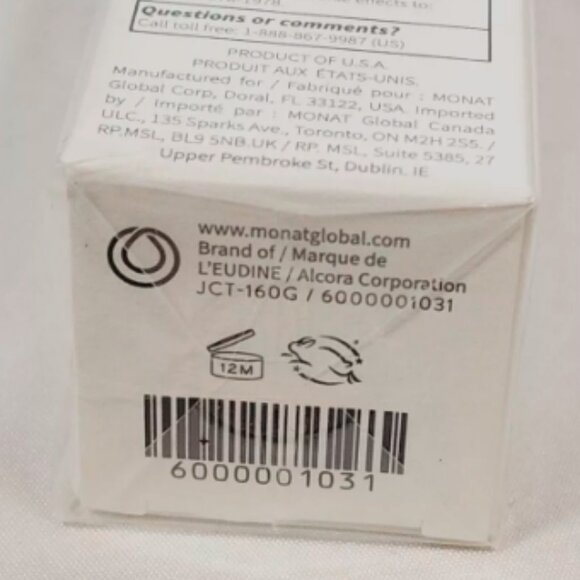 effects to:
-1978.
Questions or comments?
Call toll free: 1-888-867-9987 (US)
PRODUCT OF U.S.A.
PRODUIT AUX ÉTATS-UNIS.
Manufactured for / Fabriqué pour : MONAT
Global Corp, Doral, FL 33122, USA. Imported
by / Importé par : MONAT Global Canada
ULC, 135 Sparks Ave., Toronto, ON M2H 2S5. /
RP.MSL, BL9 5NB.UK / RP. MSL, Suite 5385, 27
Upper Pembroke St, Dublin. IE
www.monatglobal.com
Brand of / Marque de
L'EUDINE / Alcora Corporation
JCT-160G / 6000001031
12M
6000001031